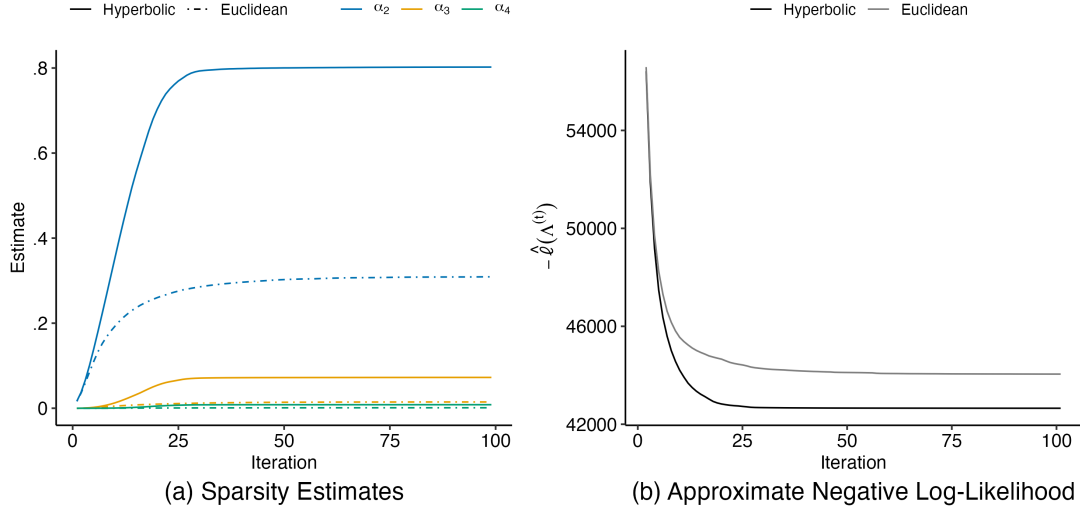 Hyperbolic Euclidean α2 α3 α4
Estimate
.8
.6
.4
.2
0
0 25 50 75 100
Iteration
(a) Sparsity Estimates
Hyperbolic Euclidean
− ℓ̂(Λ(t))
54000
50000
46000
42000
0 25 50 75 100
Iteration
(b) Approximate Negative Log-Likelihood